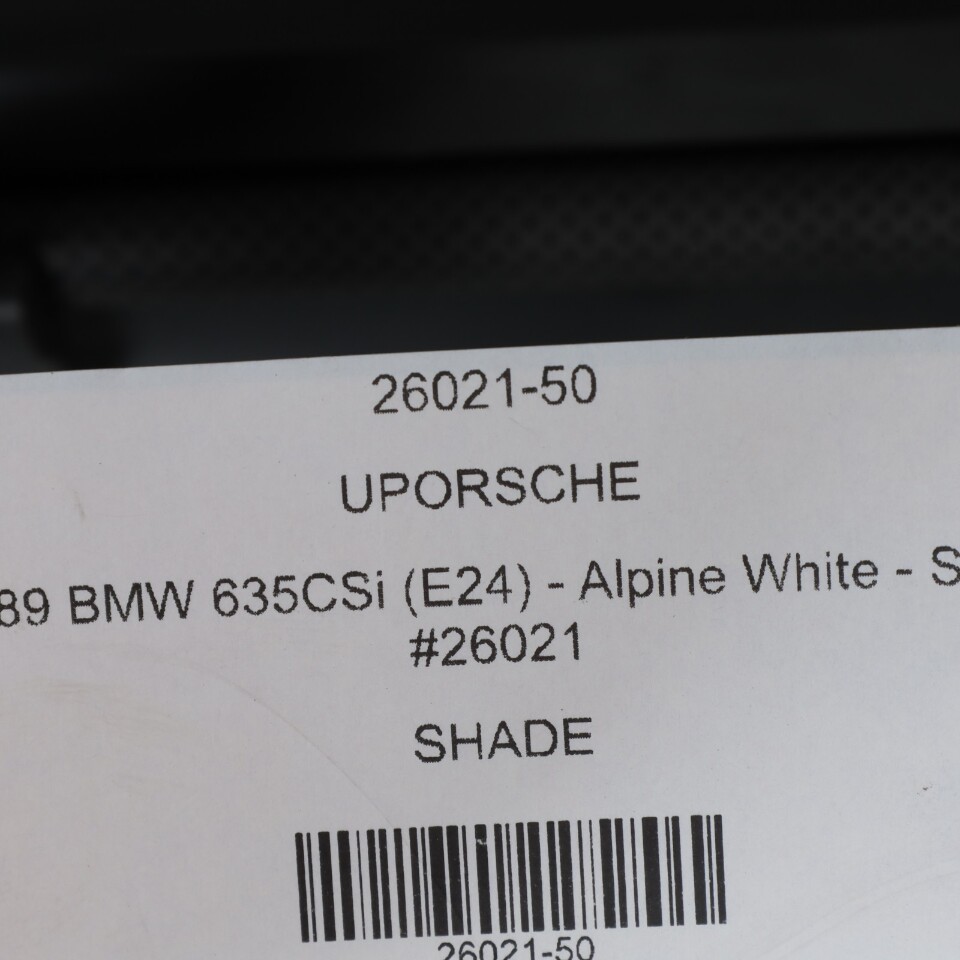 26021-50
UPORSCHE
89 BMW 635CSi (E24) - Alpine White - S
#26021
SHADE
26021-50